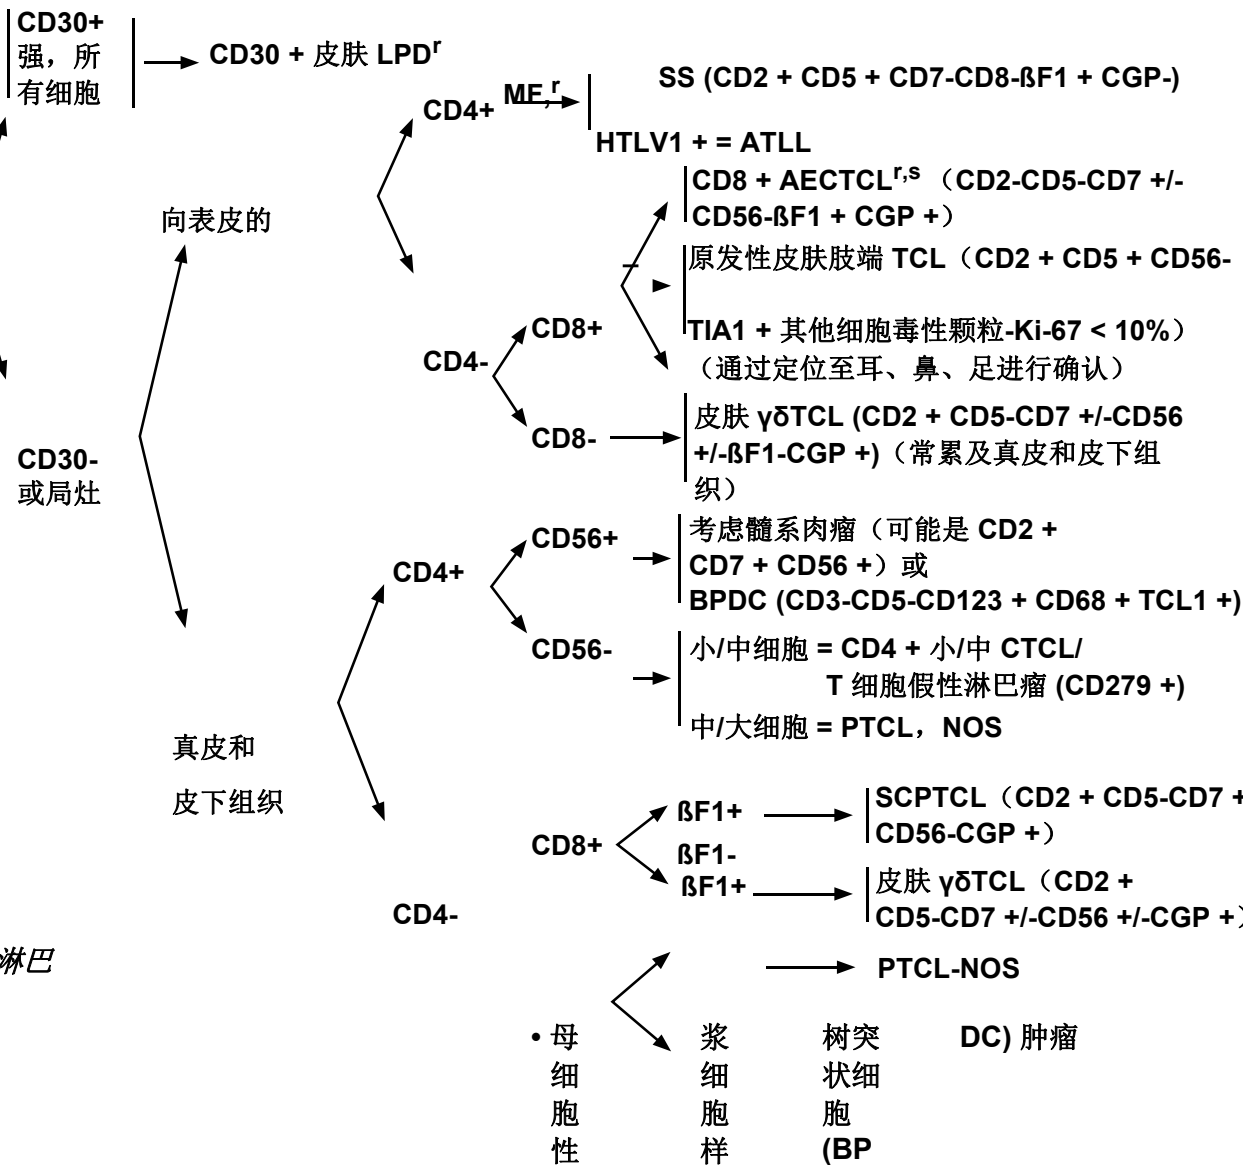 CD30+
强，所
有细胞
CD30 + 皮肤 LPDr
CD4+
MF,r
SS (CD2 + CD5 + CD7-CD8-ßF1 + CGP-)
HTLV1 + = ATLL
向表皮的
CD8 + AECTCLr,s （CD2-CD5-CD7 +/-
CD56-ßF1 + CGP +）
原发性皮肤肢端 TCL（CD2 + CD5 + CD56-
TIA1 + 其他细胞毒性颗粒-Ki-67 < 10%）
（通过定位至耳、鼻、足进行确认）
CD8+
CD4-
CD8-
皮肤 γδTCL (CD2 + CD5-CD7 +/-CD56
+/-ßF1-CGP +)（常累及真皮和皮下组
织）
CD30-
或局灶
CD56+
考虑髓系肉瘤（可能是 CD2 +
CD7 + CD56 +）或
BPDC (CD3-CD5-CD123 + CD68 + TCL1 +)
CD4+
CD56-
小/中细胞 = CD4 + 小/中 CTCL/
T 细胞假性淋巴瘤 (CD279 +)
中/大细胞 = PTCL，NOS
真皮和
皮下组织
CD8+
ßF1+
SCPTCL（CD2 + CD5-CD7 +
CD56-CGP +）
ßF1-
ßF1+
皮肤 γδTCL（CD2 +
CD5-CD7 +/-CD56 +/-CGP +）
CD4-
淋巴
PTCL-NOS
• 母 浆 树突 DC) 肿瘤
细 细 状细
胞 胞 胞
性 样 (BP